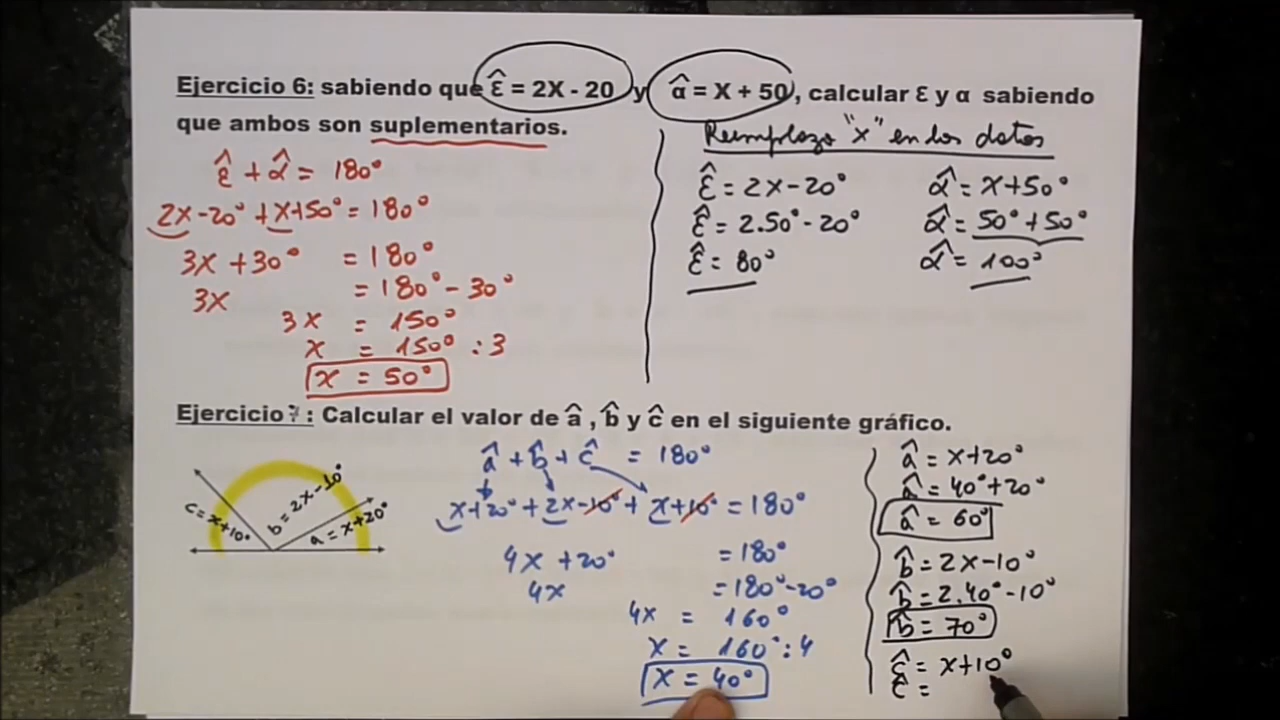 Ejercicio 6: sabiendo que ε̂ = 2X - 20 y α̂ = X + 50, calcular ε y α sabiendo
que ambos son suplementarios.
ε̂ + α̂ = 180°
2x-20° + x+50° = 180°
3x + 30° = 180°
3x = 180° - 30°
3x = 150°
x = 150° : 3
x = 50°
Reemplazo "x" en los datos
ε̂ = 2x-20°
ε̂ = 2.50° - 20°
ε̂ = 80°
α̂ = x+50°
α̂ = 50° + 50°
α̂ = 100°
Ejercicio 7: Calcular el valor de â, b̂ y ĉ en el siguiente gráfico.
c = x+10°
b = 2x-10°
a = x+20°
â + b̂ + ĉ = 180°
x+20° + 2x-10° + x+10° = 180°
4x + 20° = 180°
4x = 180° - 20°
4x = 160°
x = 160° : 4
x = 40°
â = x+20°
â = 40° + 20°
â = 60°
b̂ = 2x-10°
b̂ = 2.40° - 10°
b̂ = 70°
ĉ = x+10°
ĉ =